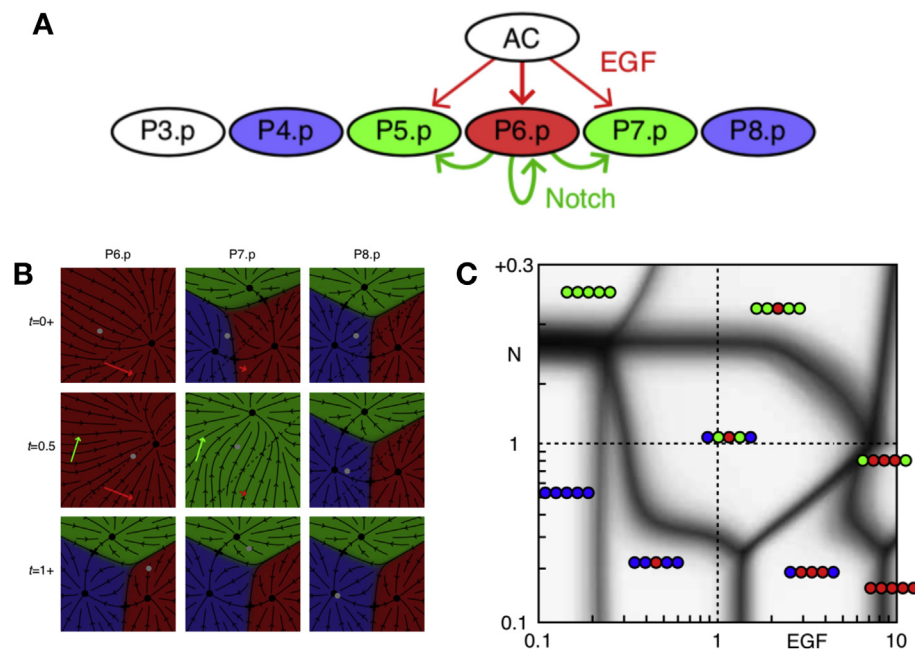 A
AC
EGF
P3.p P4.p P5.p P6.p P7.p P8.p
Notch
B
P6.p P7.p P8.p
t=0+
t=0.5
t=1+
C
+0.3
N
1
0.1
0.1 1 EGF 10